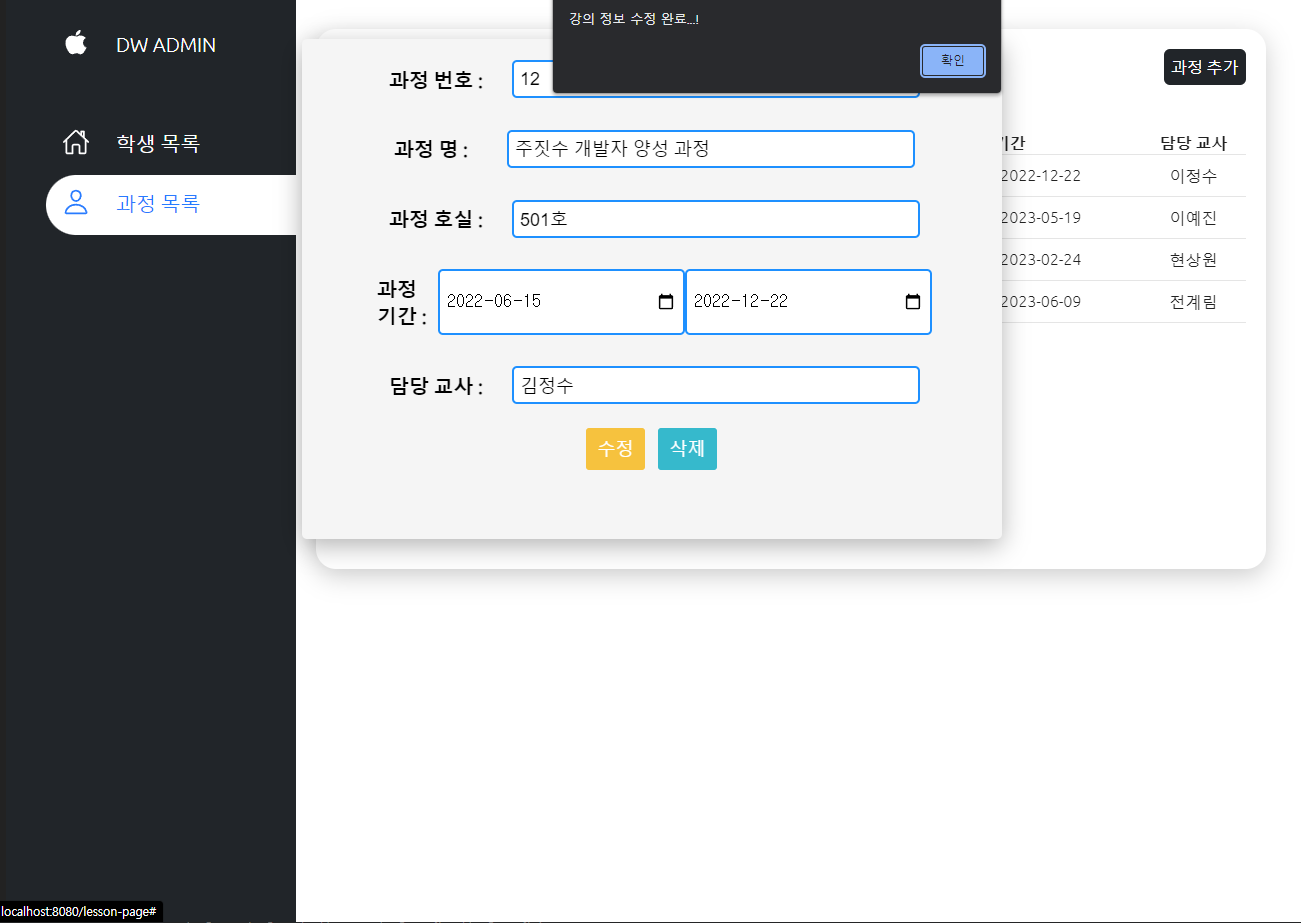 강의 정보 수정 완료...!
확인
DW ADMIN
학생 목록
과정 목록
과정 추가
과정 번호 : 12
과정 명 : 주짓수 개발자 양성 과정
과정 호실 : 501호
과정
기간 : 2022-06-15 2022-12-22
담당 교사 : 김정수
수정 삭제
기간 담당 교사
2022-12-22 이정수
2023-05-19 이예진
2023-02-24 현상원
2023-06-09 전계림
localhost:8080/lesson-page#